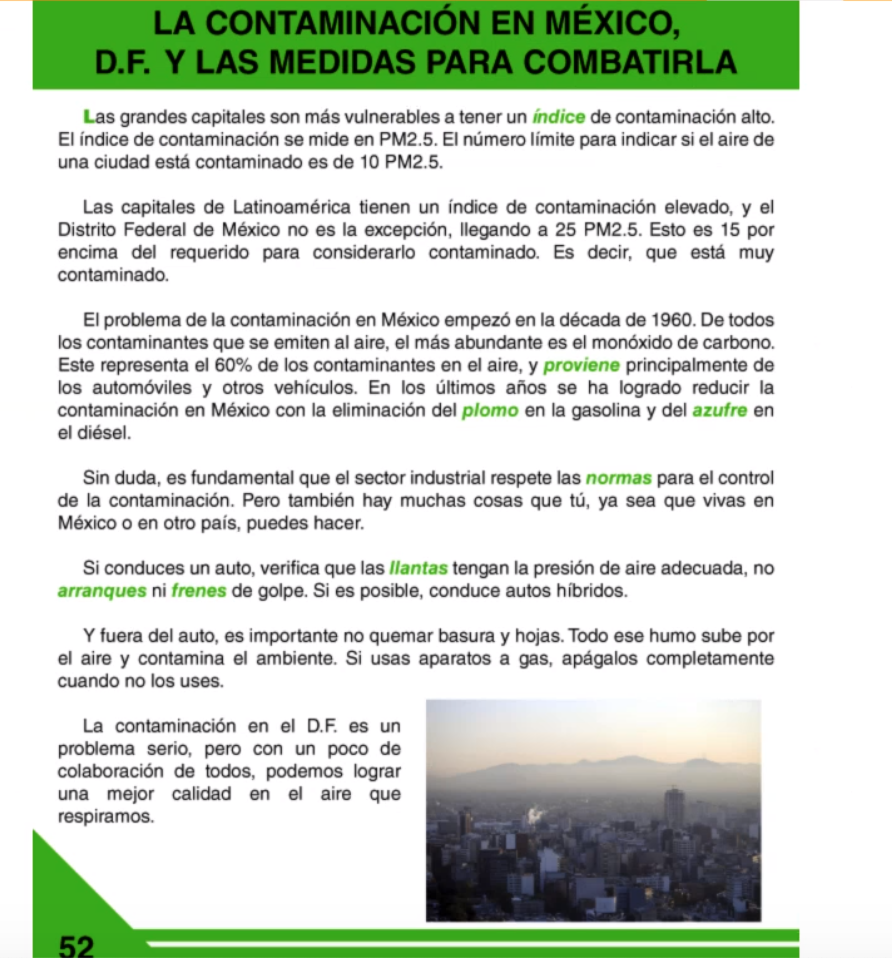 LA CONTAMINACIÓN EN MÉXICO,
D.F. Y LAS MEDIDAS PARA COMBATIRLA
Las grandes capitales son más vulnerables a tener un índice de contaminación alto.
El índice de contaminación se mide en PM2.5. El número límite para indicar si el aire de
una ciudad está contaminado es de 10 PM2.5.
Las capitales de Latinoamérica tienen un índice de contaminación elevado, y el
Distrito Federal de México no es la excepción, llegando a 25 PM2.5. Esto es 15 por
encima del requerido para considerarlo contaminado. Es decir, que está muy
contaminado.
El problema de la contaminación en México empezó en la década de 1960. De todos
los contaminantes que se emiten al aire, el más abundante es el monóxido de carbono.
Este representa el 60% de los contaminantes en el aire, y proviene principalmente de
los automóviles y otros vehículos. En los últimos años se ha logrado reducir la
contaminación en México con la eliminación del plomo en la gasolina y del azufre en
el diésel.
Sin duda, es fundamental que el sector industrial respete las normas para el control
de la contaminación. Pero también hay muchas cosas que tú, ya sea que vivas en
México o en otro país, puedes hacer.
Si conduces un auto, verifica que las llantas tengan la presión de aire adecuada, no
arranques ni frenes de golpe. Si es posible, conduce autos híbridos.
Y fuera del auto, es importante no quemar basura y hojas. Todo ese humo sube por
el aire y contamina el ambiente. Si usas aparatos a gas, apágalos completamente
cuando no los uses.
La contaminación en el D.F. es un
problema serio, pero con un poco de
colaboración de todos, podemos lograr
una mejor calidad en el aire que
respiramos.
52